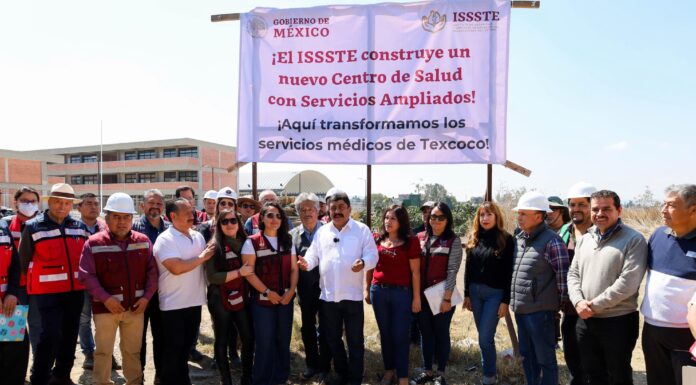 GOBIERNO DE
MÉXICO
ISSSTE
¡El ISSSTE construye un
nuevo Centro de Salud
con Servicios Ampliados!
¡Aquí transformamos los
servicios médicos de Texcoco!